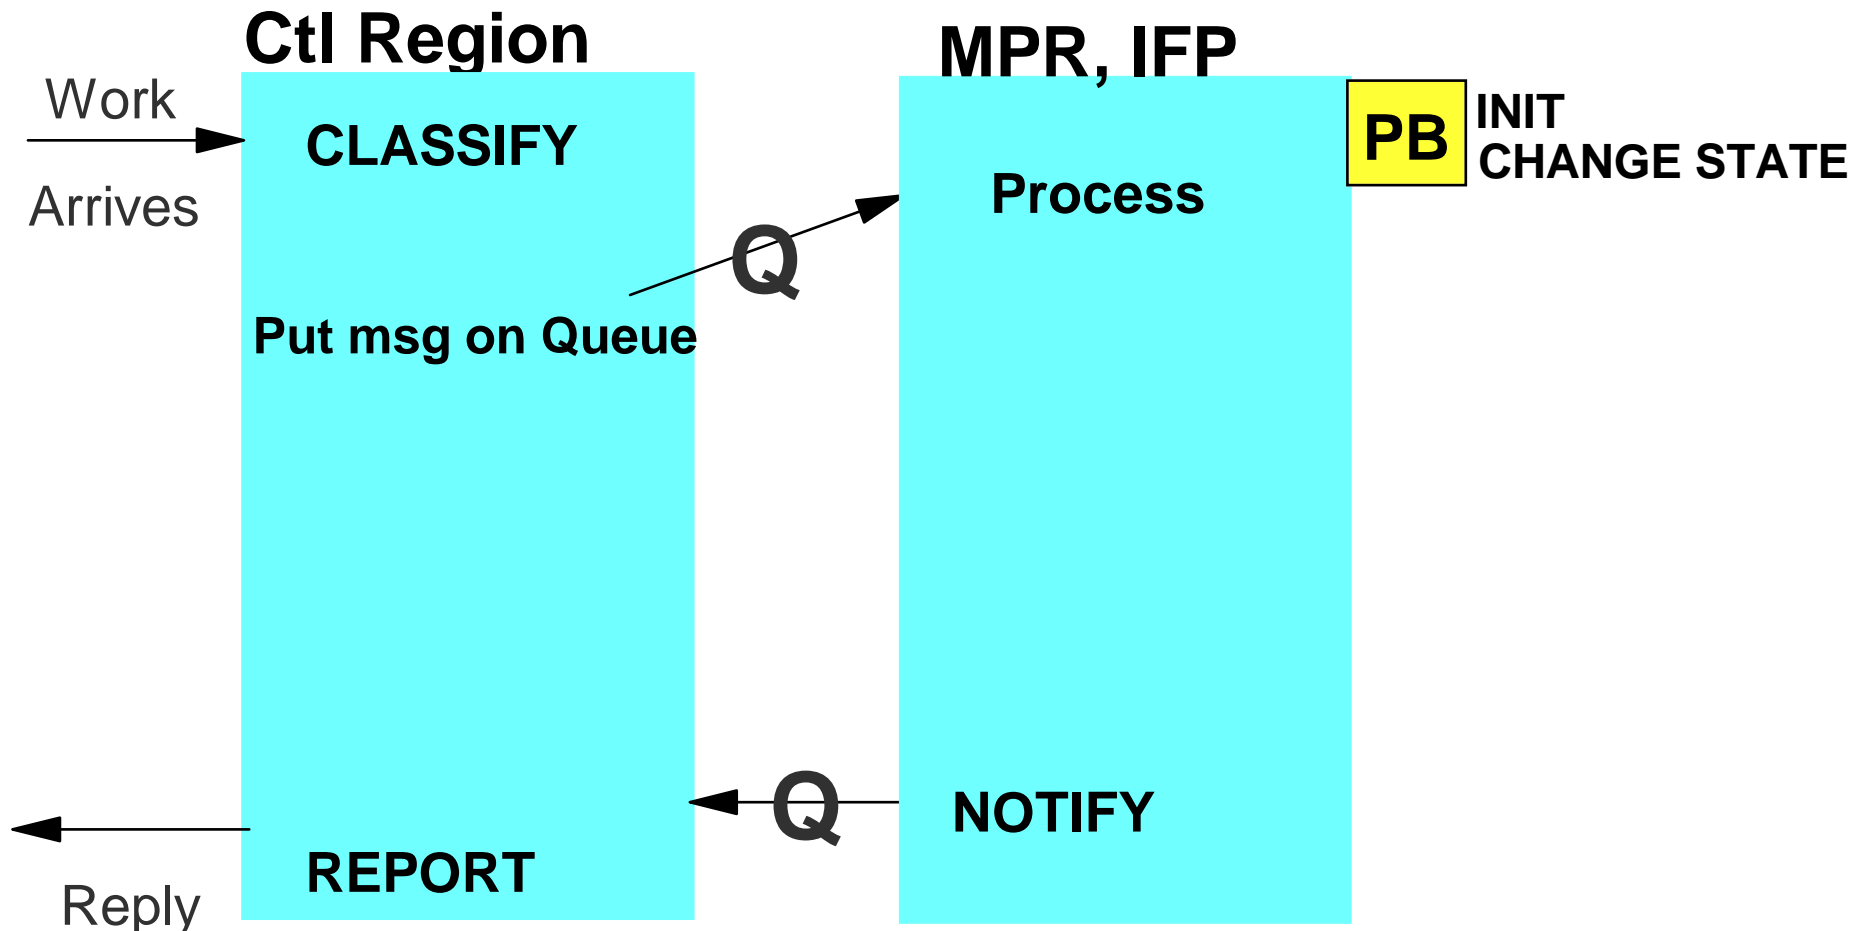 Ctl Region
MPR, IFP
Work
Arrives
CLASSIFY
Put msg on Queue
Q
Process
PB
INIT
CHANGE STATE
Q
NOTIFY
REPORT
Reply